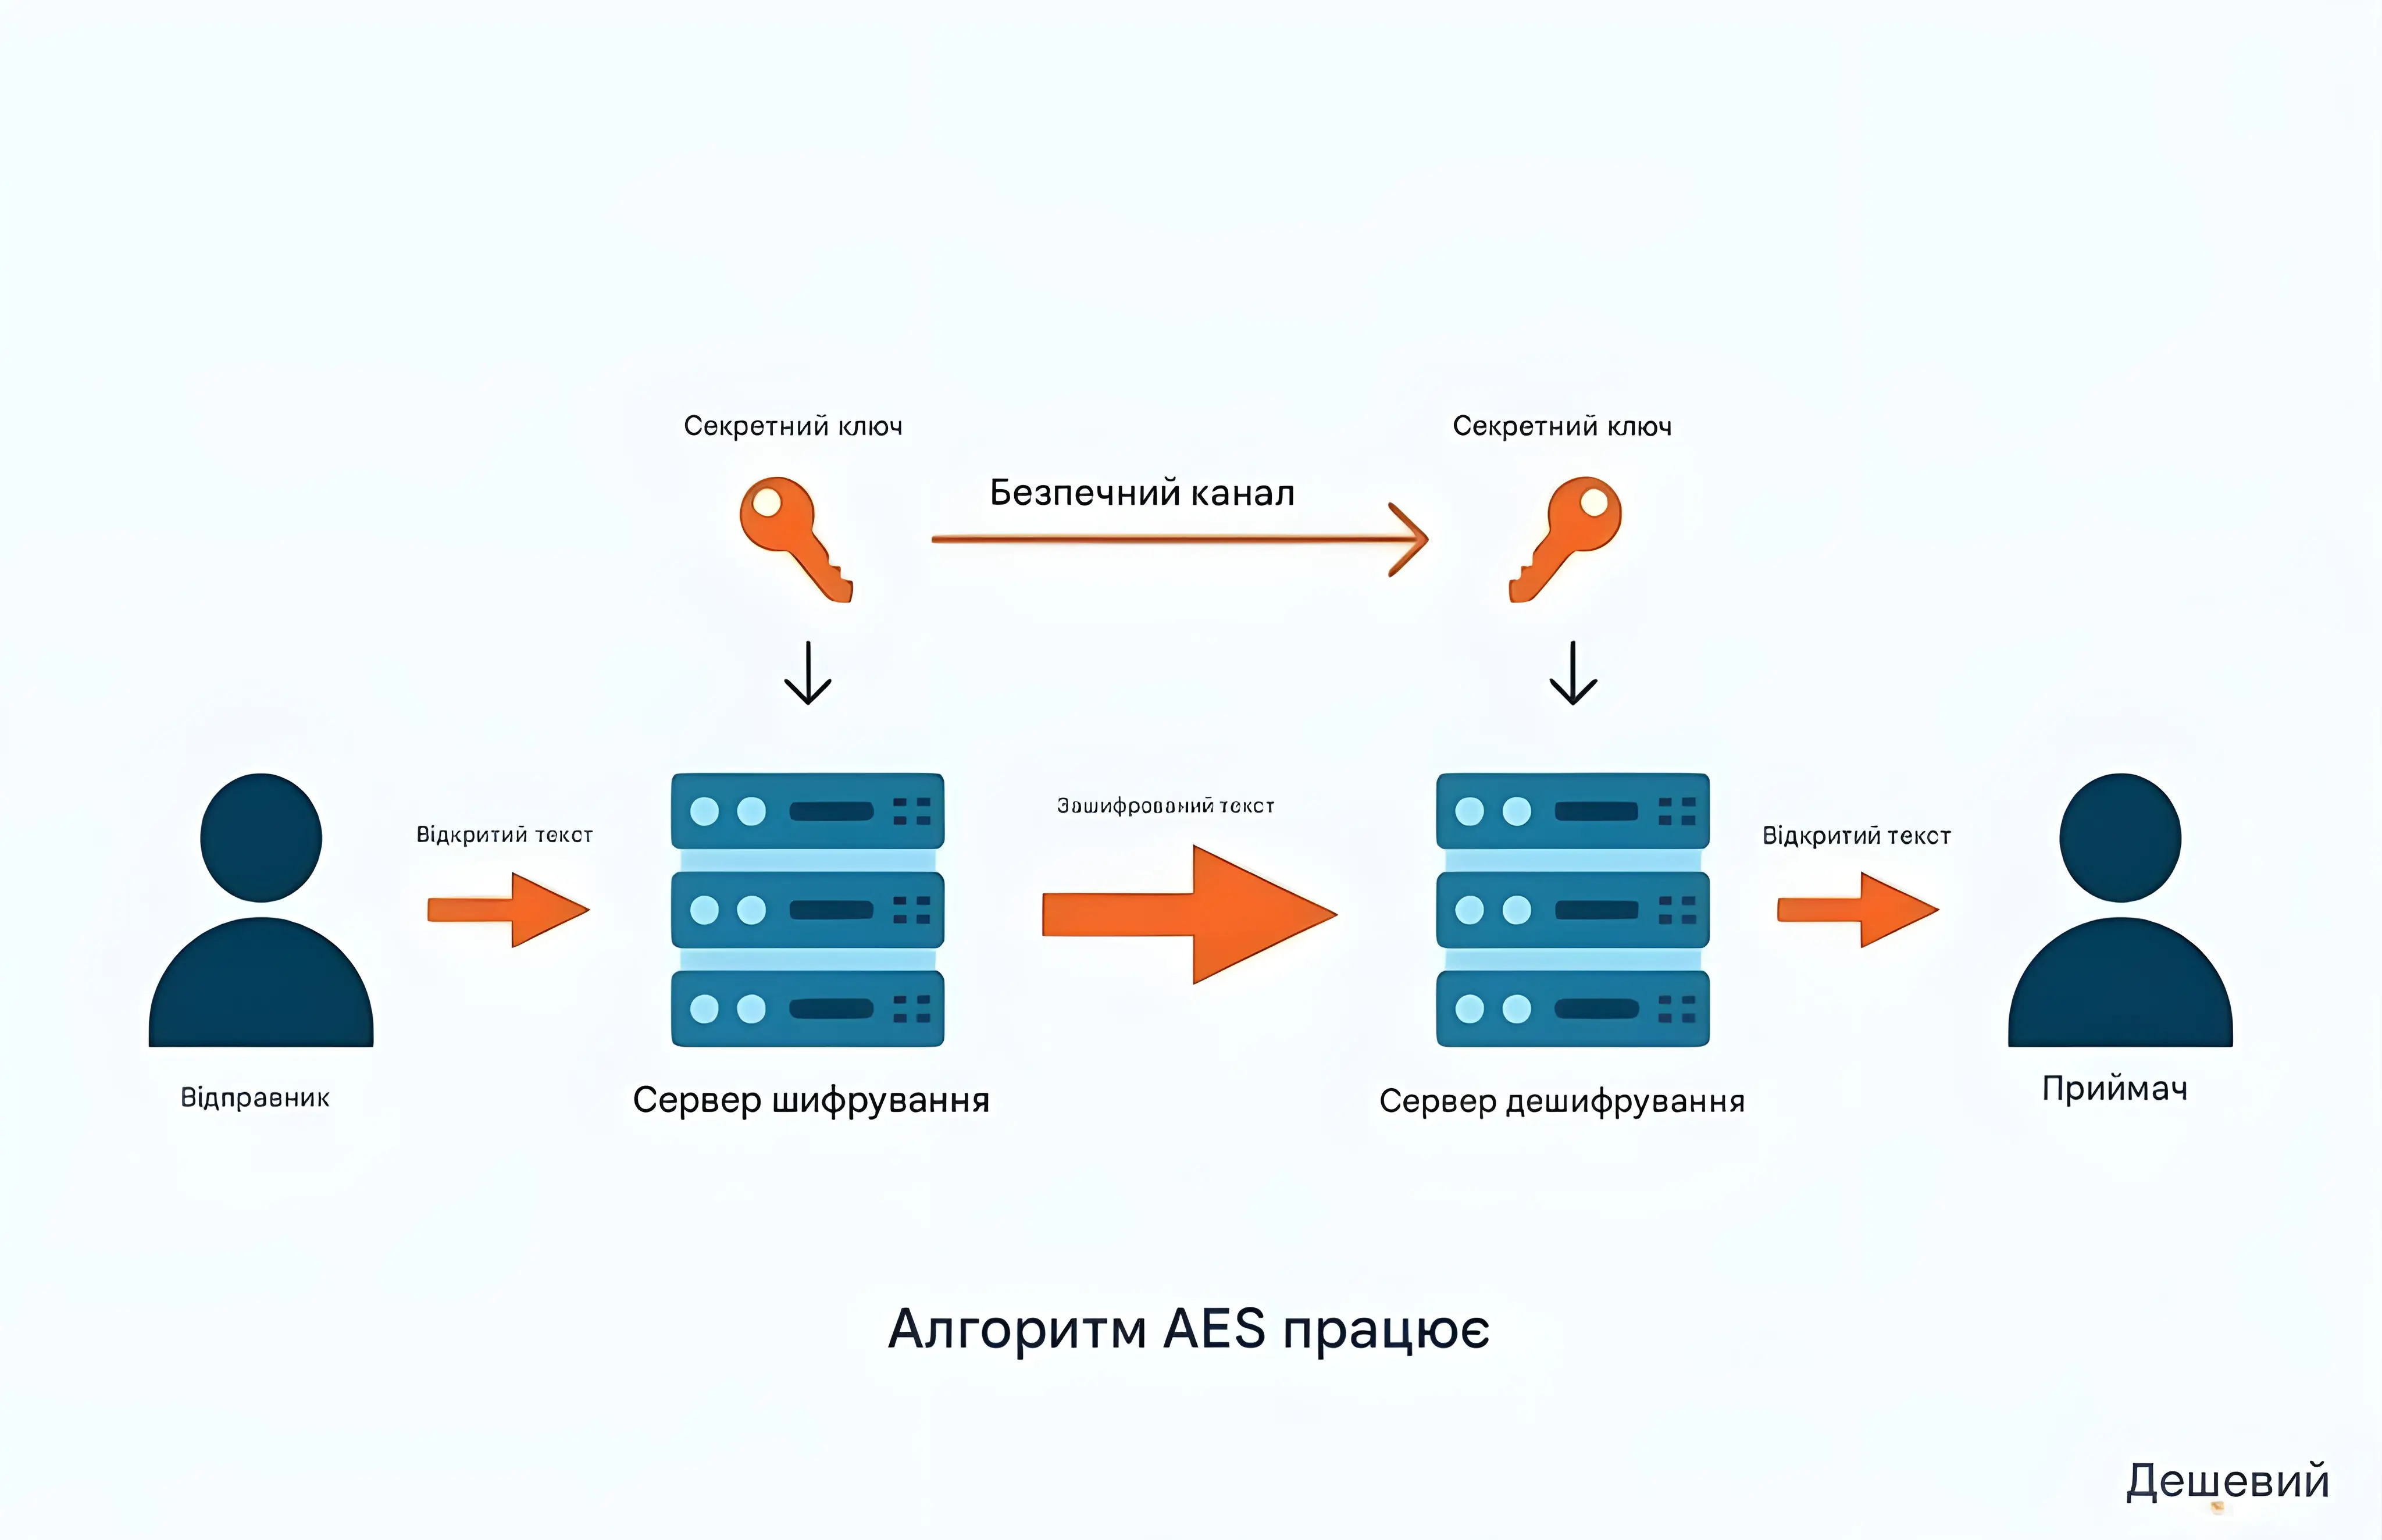 Секретний ключ
Секретний ключ
Безпечний канал
Відкритий текст
Зашифрований текст
Відкритий текст
Відправник
Сервер шифрування
Сервер дешифрування
Приймач
Алгоритм AES працює
Дешевий